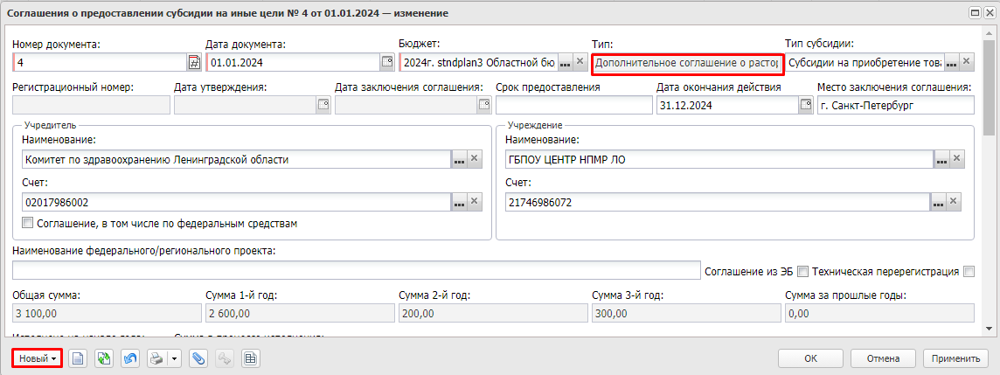 Соглашения о предоставлении субсидии на иные цели № 4 от 01.01.2024 — изменение
Номер документа: Дата документа: Бюджет: Тип: Тип субсидии:
4 01.01.2024 2024г. stndplan3 Областной бю ... Дополнительное соглашение о растор Субсидии на приобретение това ...
Регистрационный номер: Дата утверждения: Дата заключения соглашения: Срок предоставления Дата окончания действия Место заключения соглашения:
31.12.2024 г. Санкт-Петербург
Учредитель Учреждение
Наименование: Наименование:
Комитет по здравоохранению Ленинградской области ... ГБПОУ ЦЕНТР НПМР ЛО ...
Счет: Счет:
02017986002 ... 21746986072 ...
Соглашение, в том числе по федеральным средствам
Наименование федерального/регионального проекта:
Соглашение из ЭБ Техническая перерегистрация
Общая сумма: Сумма 1-й год: Сумма 2-й год: Сумма 3-й год: Сумма за прошлые годы:
3 100,00 2 600,00 200,00 300,00 0,00
Новый ОК Отмена Применить